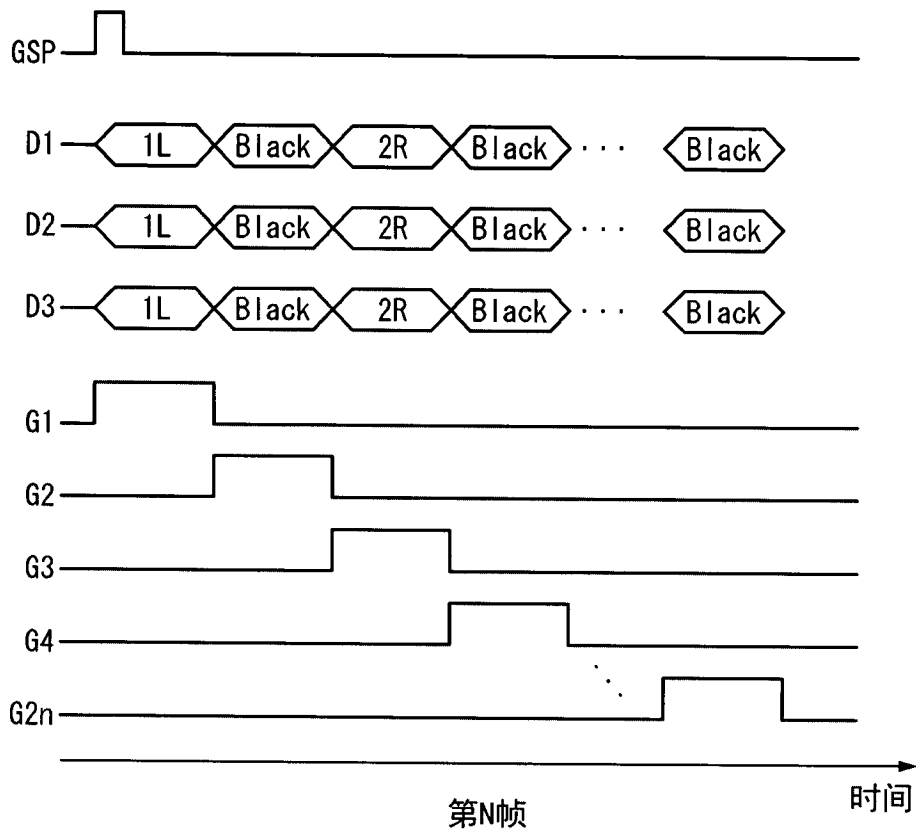 GSP
D1 1L Black 2R Black ··· Black
D2 1L Black 2R Black ··· Black
D3 1L Black 2R Black ··· Black
G1
G2
G3
G4
G2n
时间
第N帧